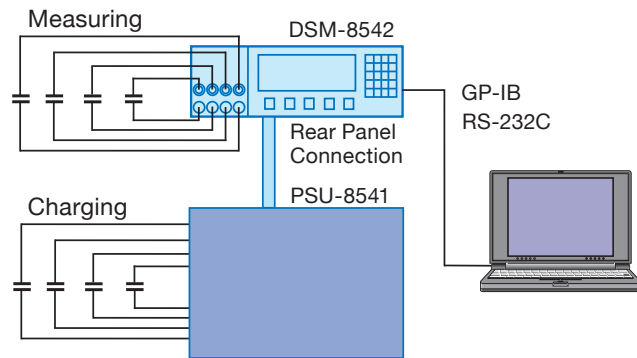 Measuring
DSM-8542
GP-IB
RS-232C
Rear Panel
Connection
PSU-8541
Charging